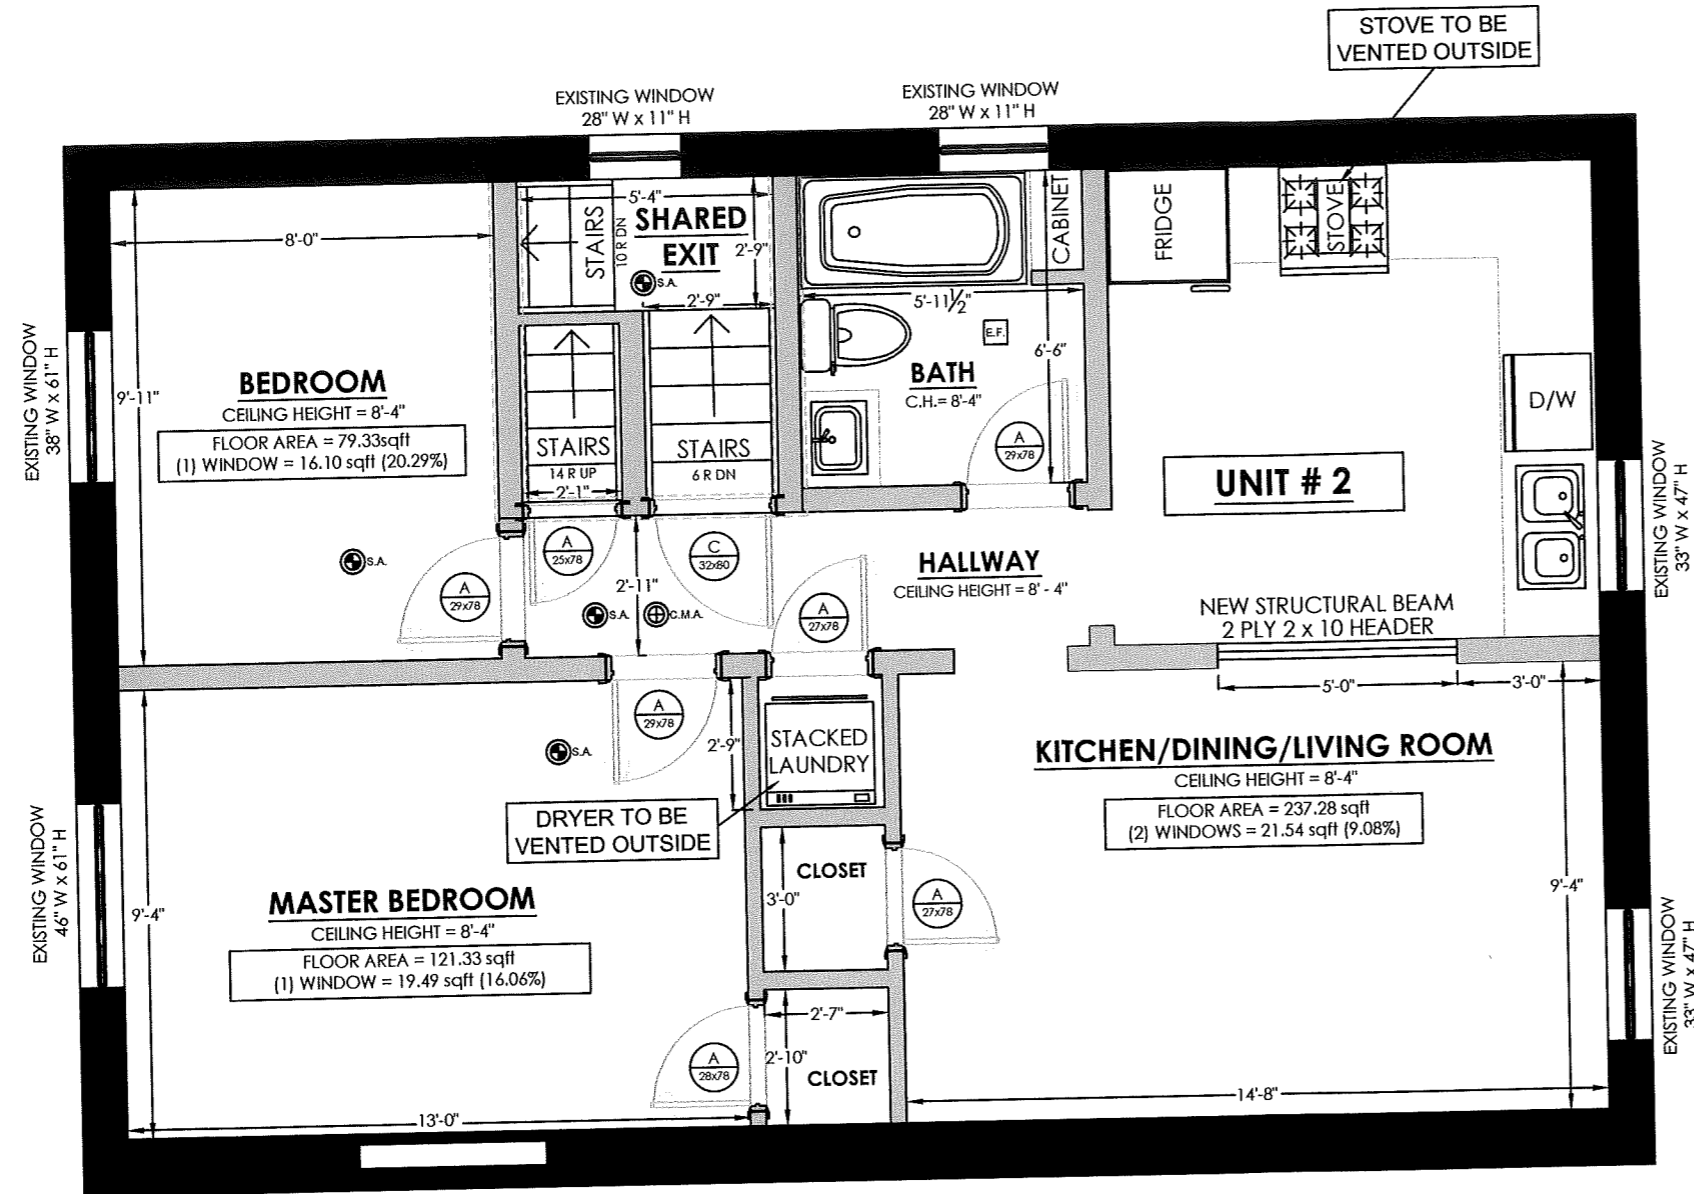 STOVE TO BE
VENTED OUTSIDE
EXISTING WINDOW
28" W x 11" H
EXISTING WINDOW
28" W x 11" H
8'-0"
9'-11"
EXISTING WINDOW
38" W x 61" H
BEDROOM
CEILING HEIGHT = 8'-4"
FLOOR AREA = 79.33sqft
(1) WINDOW = 16.10 sqft (20.29%)
S.A.
A
29x78
5'-4"
STAIRS
10 R DN
SHARED
EXIT
2'-9"
S.A.
2'-9"
STAIRS
14 R UP
2'-1"
STAIRS
6 R DN
A
25x78
C
32x80
2'-11"
S.A.
C.M.A.
CABINET
5'-11½"
E.F.
6'-6"
BATH
C.H.= 8'-4"
A
29x78
FRIDGE
STOVE
D/W
UNIT # 2
EXISTING WINDOW
33" W x 47" H
HALLWAY
CEILING HEIGHT = 8' - 4"
A
27x78
NEW STRUCTURAL BEAM
2 PLY 2 x 10 HEADER
5'-0"
3'-0"
A
29x78
S.A.
2'-9"
STACKED
LAUNDRY
DRYER TO BE
VENTED OUTSIDE
KITCHEN/DINING/LIVING ROOM
CEILING HEIGHT = 8'-4"
FLOOR AREA = 237.28 sqft
(2) WINDOWS = 21.54 sqft (9.08%)
EXISTING WINDOW
46" W x 61" H
9'-4"
MASTER BEDROOM
CEILING HEIGHT = 8'-4"
FLOOR AREA = 121.33 sqft
(1) WINDOW = 19.49 sqft (16.06%)
CLOSET
3'-0"
A
27x78
9'-4"
EXISTING WINDOW
33" W x 47" H
2'-7"
2'-10"
CLOSET
A
28x78
13'-0"
14'-8"